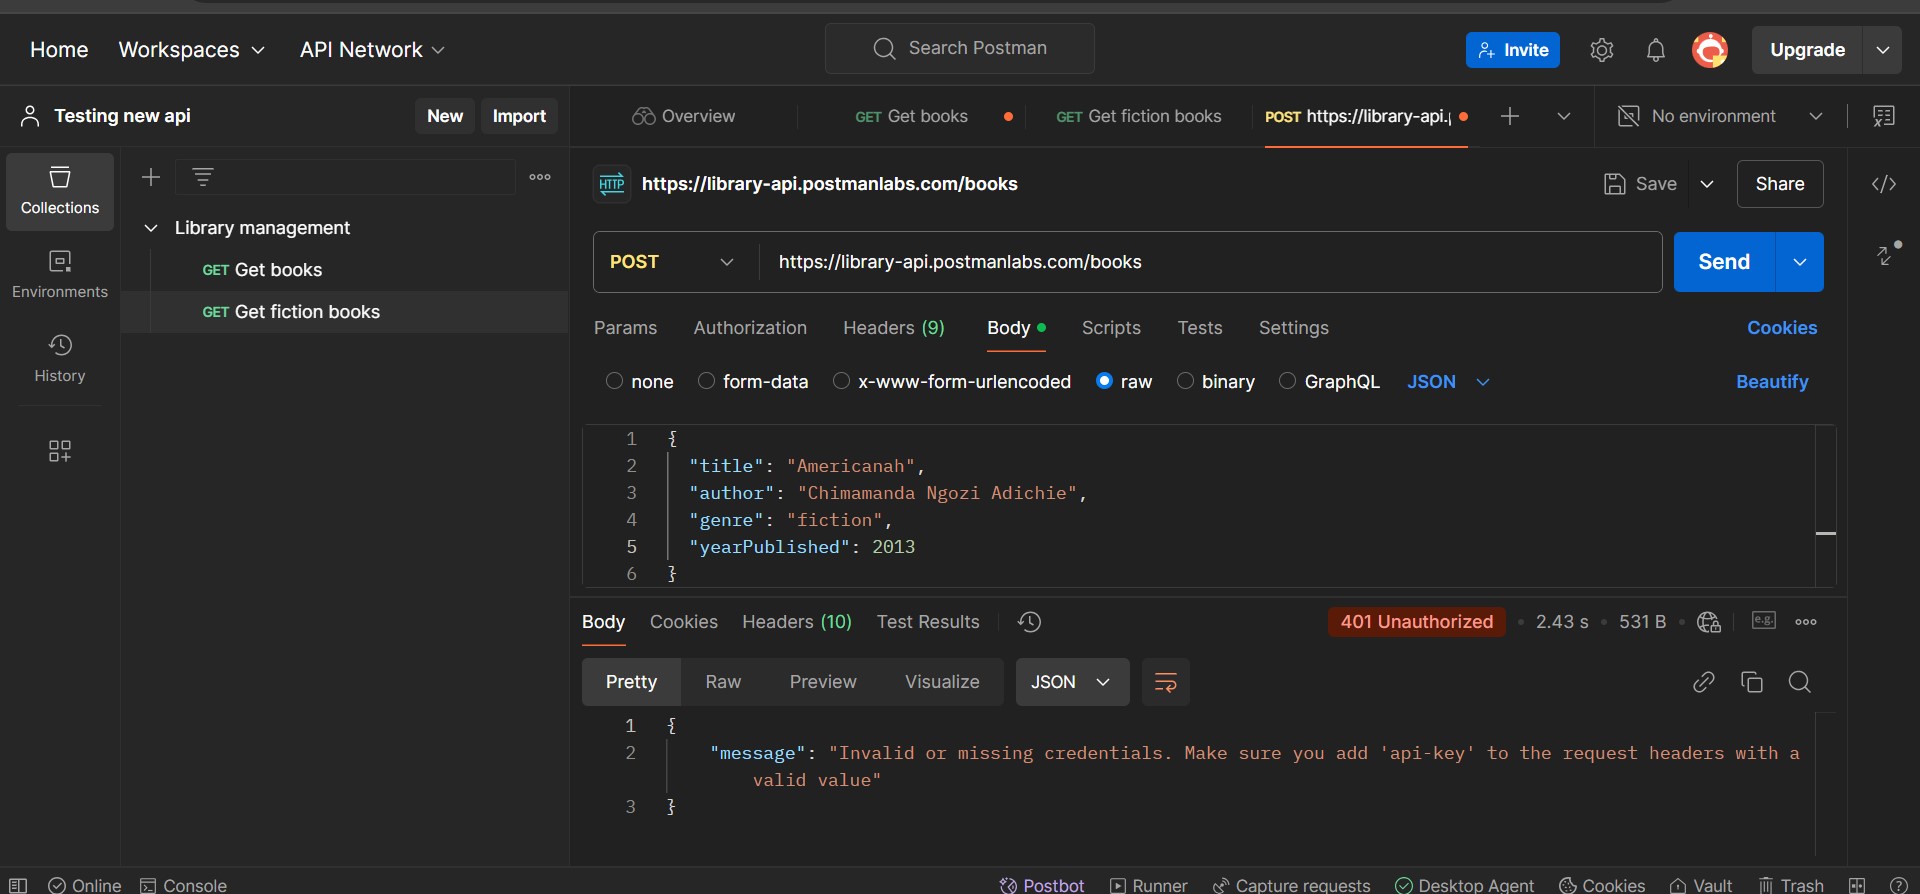 Home Workspaces API Network Search Postman Invite Upgrade
Testing new api New Import Overview GET Get books GET Get fiction books POST https://library-api. No environment
Collections
Environments
History
Library management
GET Get books
GET Get fiction books
HTTP https://library-api.postmanlabs.com/books Save Share
POST https://library-api.postmanlabs.com/books Send
Params Authorization Headers (9) Body Scripts Tests Settings Cookies
none form-data x-www-form-urlencoded raw binary GraphQL JSON Beautify
1 {
2 "title": "Americanah",
3 "author": "Chimamanda Ngozi Adichie",
4 "genre": "fiction",
5 "yearPublished": 2013
6 }
Body Cookies Headers (10) Test Results 401 Unauthorized • 2.43 s • 531 B • e.g.
Pretty Raw Preview Visualize JSON
1 {
2 "message": "Invalid or missing credentials. Make sure you add 'api-key' to the request headers with a
valid value"
3 }
Online Console Postbot Runner Capture requests Desktop Agent Cookies Vault Trash